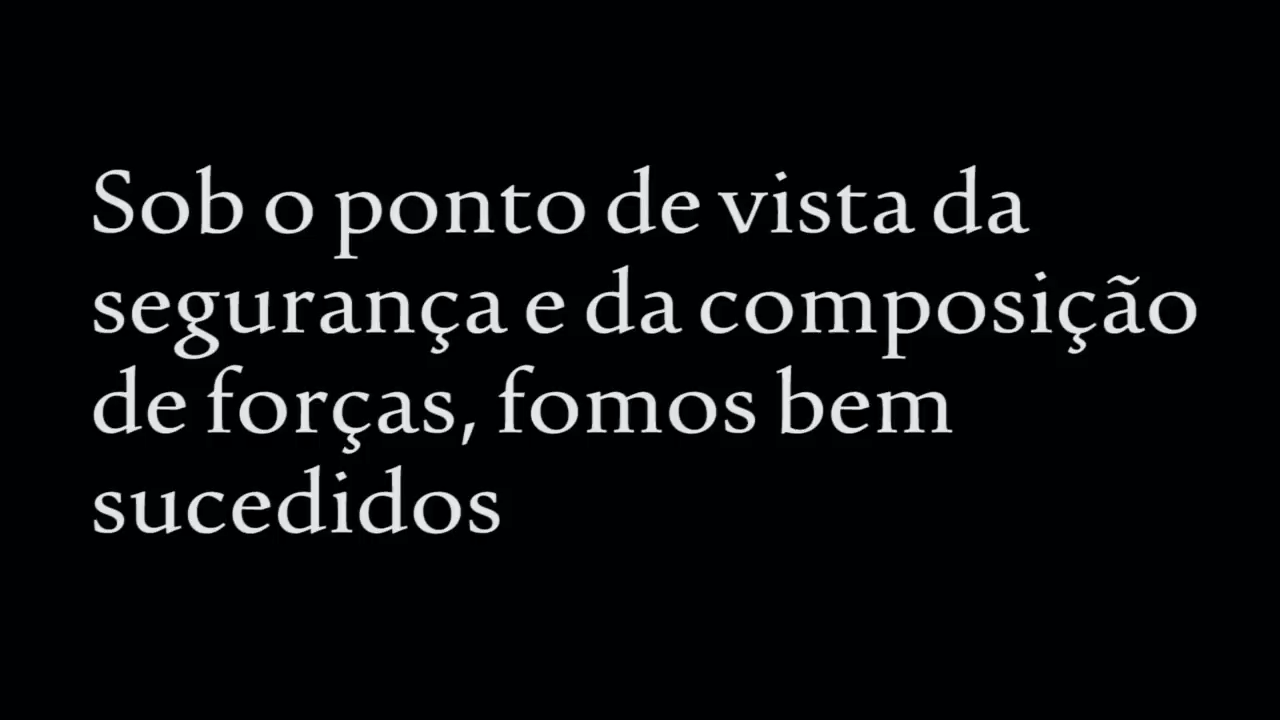 Sob o ponto de vista da
segurança e da composição
de forças, fomos bem
sucedidos